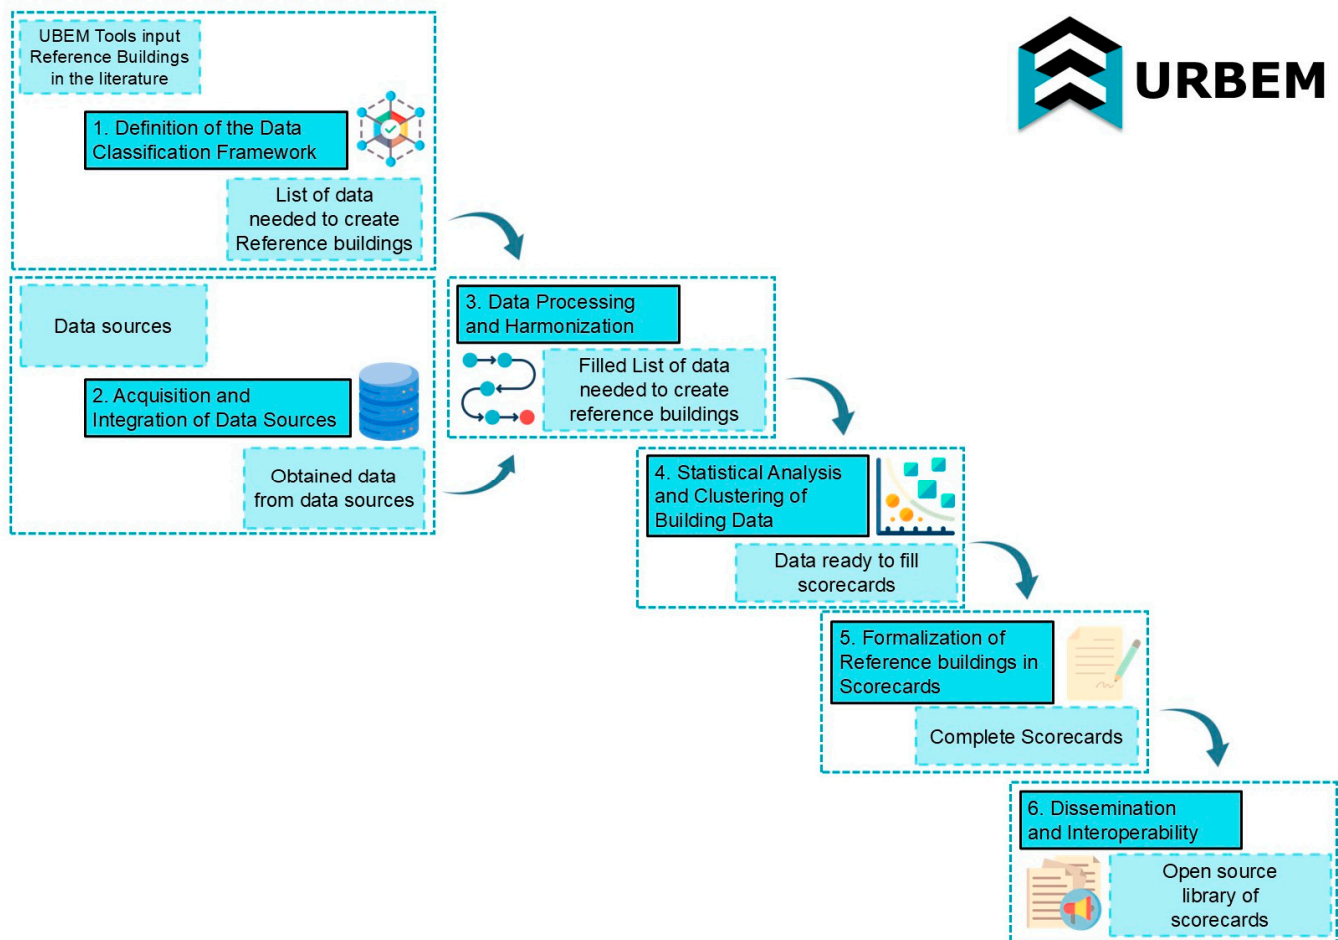 UBEM Tools input
Reference Buildings
in the literature
1. Definition of the Data
Classification Framework
List of data
needed to create
Reference buildings
URBEM
Data sources
2. Acquisition and
Integration of Data Sources
Obtained data
from data sources
3. Data Processing
and Harmonization
Filled List of data
needed to create
reference buildings
4. Statistical Analysis
and Clustering of
Building Data
Data ready to fill
scorecards
5. Formalization of
Reference buildings in
Scorecards
Complete Scorecards
6. Dissemination
and Interoperability
Open source
library of
scorecards